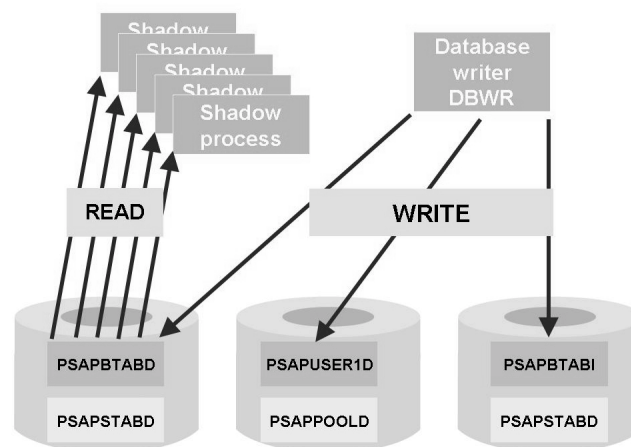 Shadow
Shadow
Shadow
Shadow
Shadow
process
Database
writer
DBWR
READ
WRITE
PSAPBTABD
PSAPUSER1D
PSAPBTABI
PSAPSTABD
PSAPPOOLD
PSAPSTABD